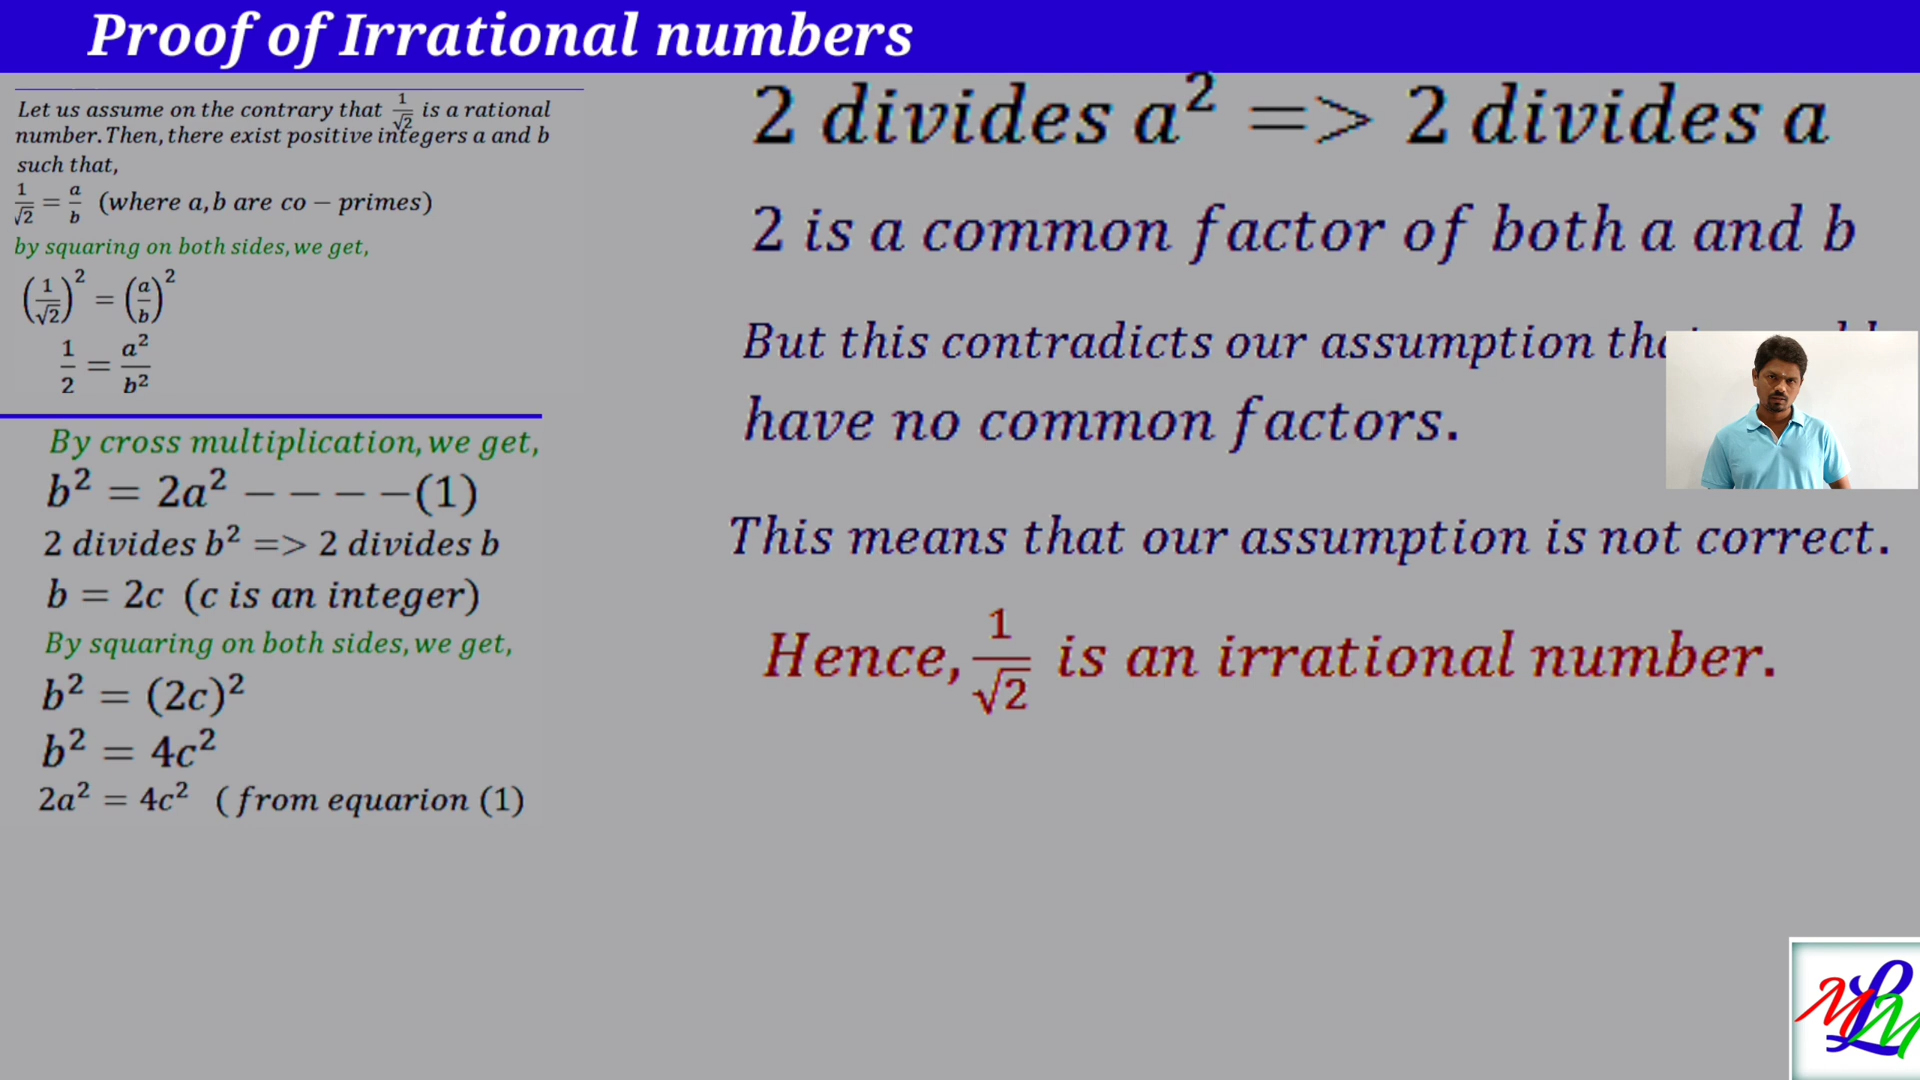 Proof of Irrational numbers
Let us assume on the contrary that 1/√2 is a rational
number. Then, there exist positive integers a and b
such that,
1/√2 = a/b (where a, b are co − primes)
by squaring on both sides, we get,
(1/√2)² = (a/b)²
1/2 = a²/b²
By cross multiplication, we get,
b² = 2a² − − − −(1)
2 divides b² => 2 divides b
b = 2c (c is an integer)
By squaring on both sides, we get,
b² = (2c)²
b² = 4c²
2a² = 4c² (from equarion (1)
2 divides a² => 2 divides a
2 is a common factor of both a and b
But this contradicts our assumption
have no common factors.
This means that our assumption is not correct.
Hence, 1/√2 is an irrational number.
MLM